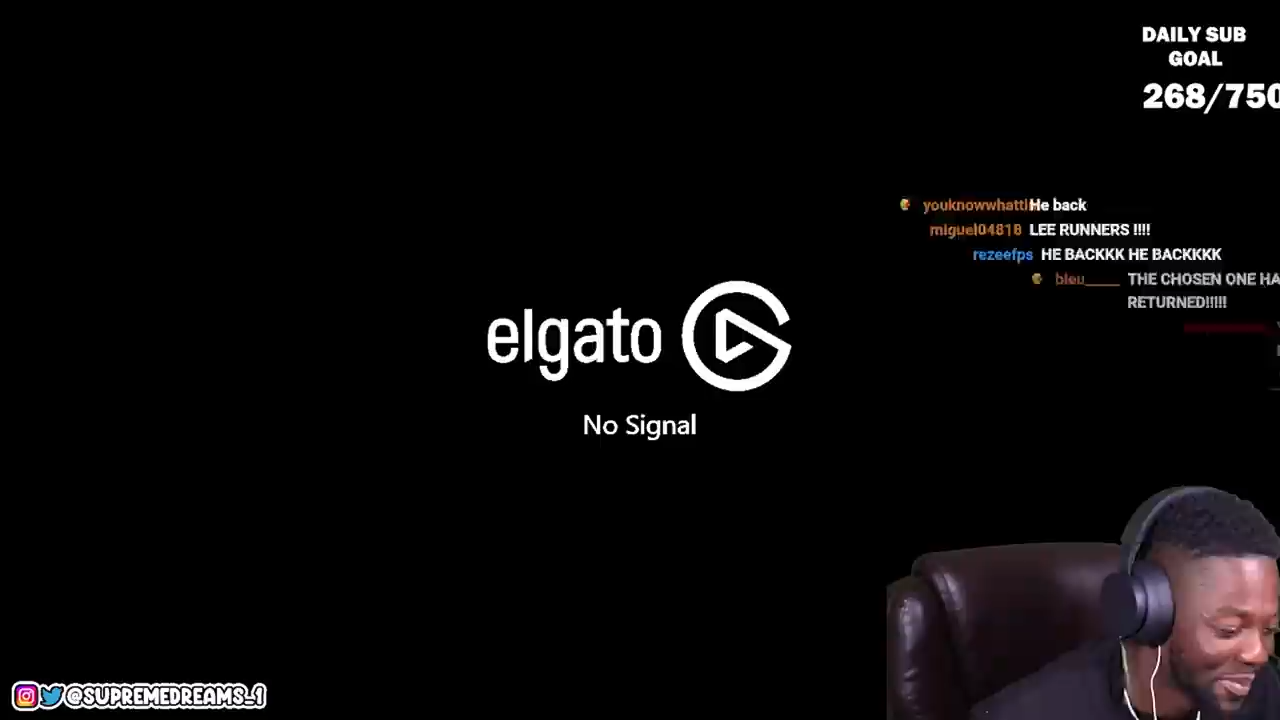 DAILY SUB
GOAL
268/750
youknowwhatti He back
miguel04818 LEE RUNNERS !!!!
rezeefps HE BACKKK HE BACKKKK
bleu_____ THE CHOSEN ONE HA
RETURNED!!!!!
elgato
No Signal
@SUPREMEDREAMS_1